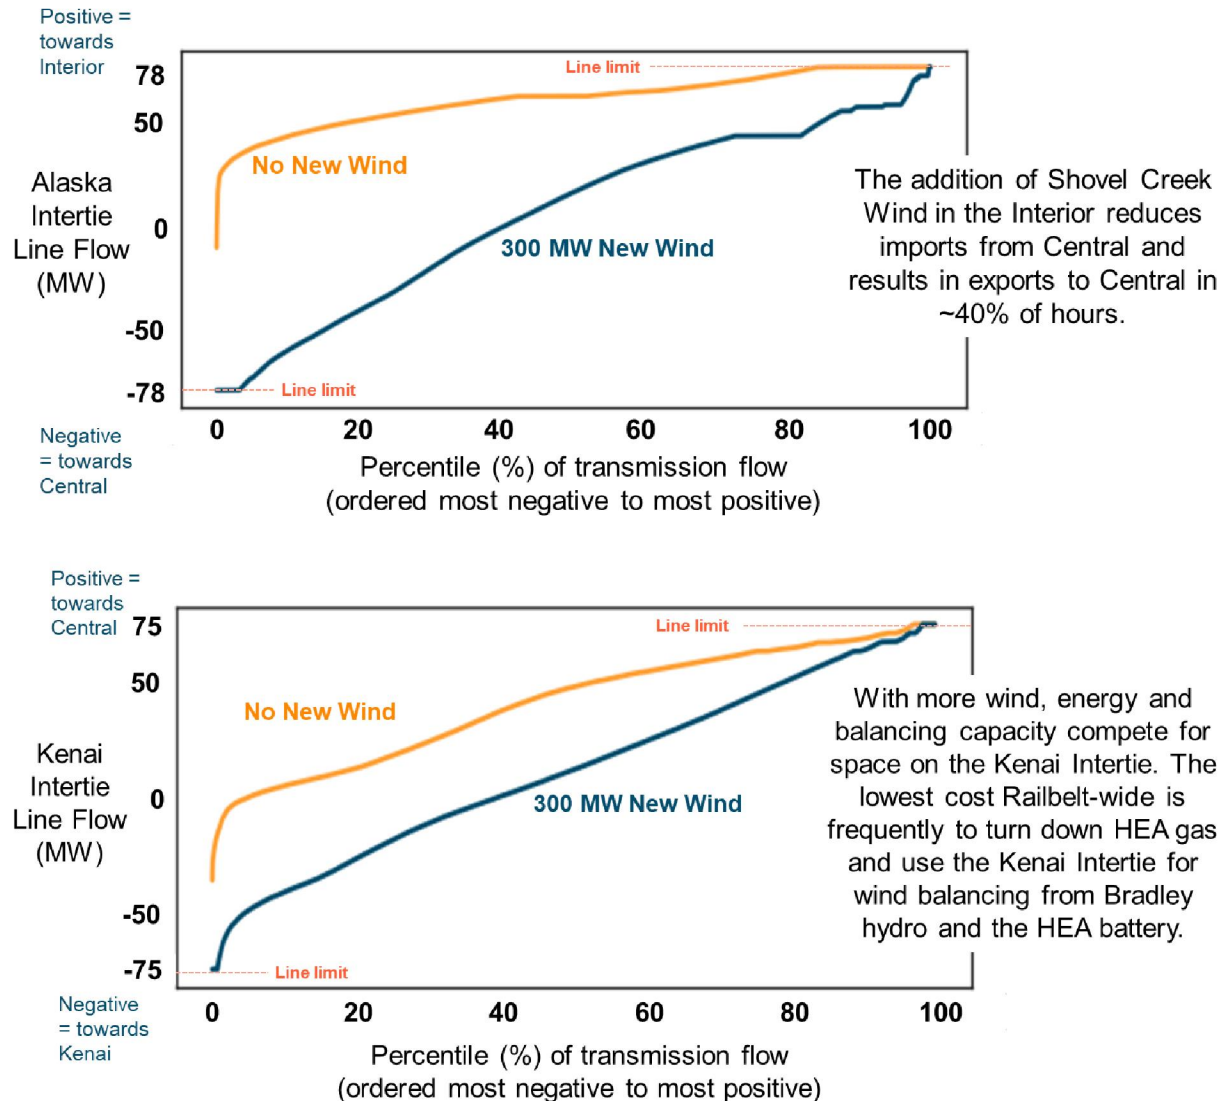 Positive =
towards
Interior
78
50
0
-50
-78
Alaska
Intertie
Line Flow
(MW)
Line limit
No New Wind
300 MW New Wind
Line limit
Negative
= towards
Central
0 20 40 60 80 100
Percentile (%) of transmission flow
(ordered most negative to most positive)
The addition of Shovel Creek
Wind in the Interior reduces
imports from Central and
results in exports to Central in
~40% of hours.
Positive =
towards
Central
75
50
0
-50
-75
Kenai
Intertie
Line Flow
(MW)
Line limit
No New Wind
300 MW New Wind
Line limit
Negative
= towards
Kenai
0 20 40 60 80 100
Percentile (%) of transmission flow
(ordered most negative to most positive)
With more wind, energy and
balancing capacity compete for
space on the Kenai Intertie. The
lowest cost Railbelt-wide is
frequently to turn down HEA gas
and use the Kenai Intertie for
wind balancing from Bradley
hydro and the HEA battery.